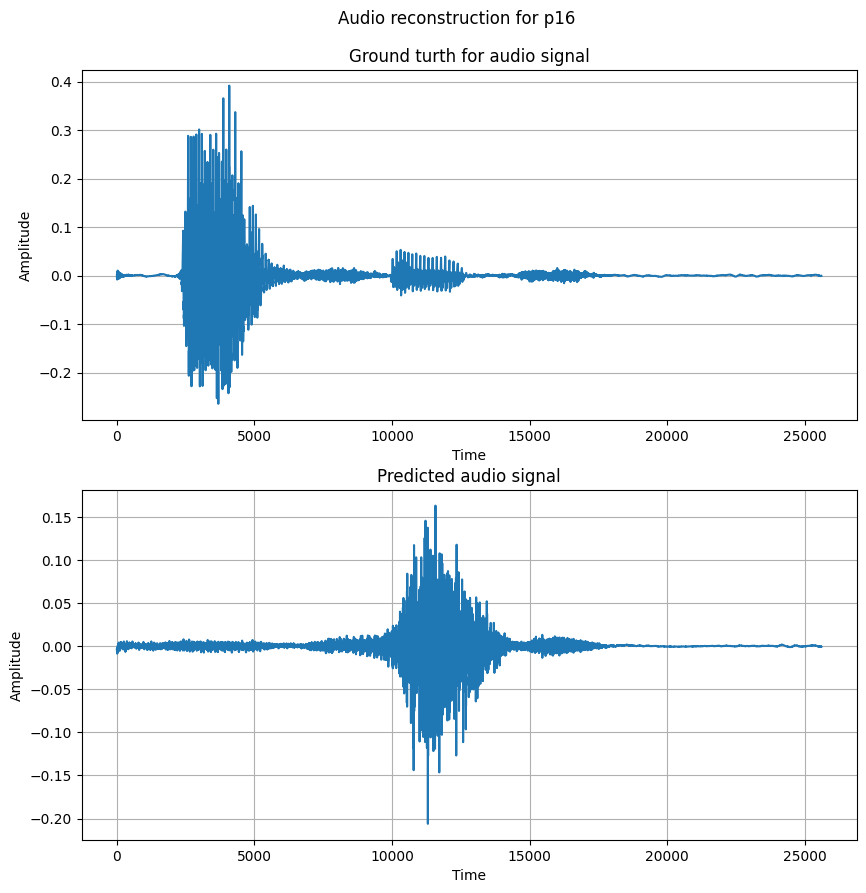 Audio reconstruction for p16
Ground turth for audio signal
0.4
0.3
0.2
0.1
0.0
−0.1
−0.2
Amplitude
0 5000 10000 15000 20000 25000
Time
Predicted audio signal
0.15
0.10
0.05
0.00
−0.05
−0.10
−0.15
−0.20
Amplitude
0 5000 10000 15000 20000 25000
Time